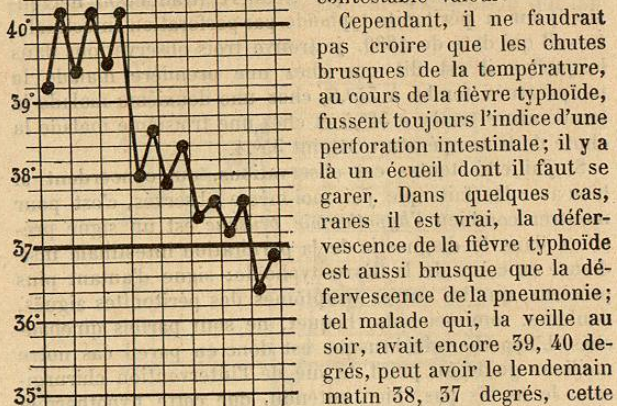 40°
39°
38°
37
36°
35°
Cependant, il ne faudrait
pas croire que les chutes
brusques de la température,
au cours de la fièvre typhoïde,
fussent toujours l'indice d'une
perforation intestinale; il y a
là un écueil dont il faut se
garer. Dans quelques cas,
rares il est vrai, la défer-
vescence de la fièvre typhoïde
est aussi brusque que la dé-
fervescence de la pneumonie;
tel malade qui, la veille au
soir, avait encore 39, 40 de-
grés, peut avoir le lendemain
matin 38, 37 degrés, cette